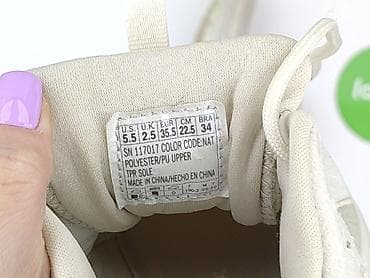 U.S. U.K EUR CM BRA
5.5 2.5 35.5 22.5 34
SN 117017 COLOR CODE:NAT
POLYESTER/PU UPPER
TPR SOLE
MADE IN CHINA/HECHO EN CHINA